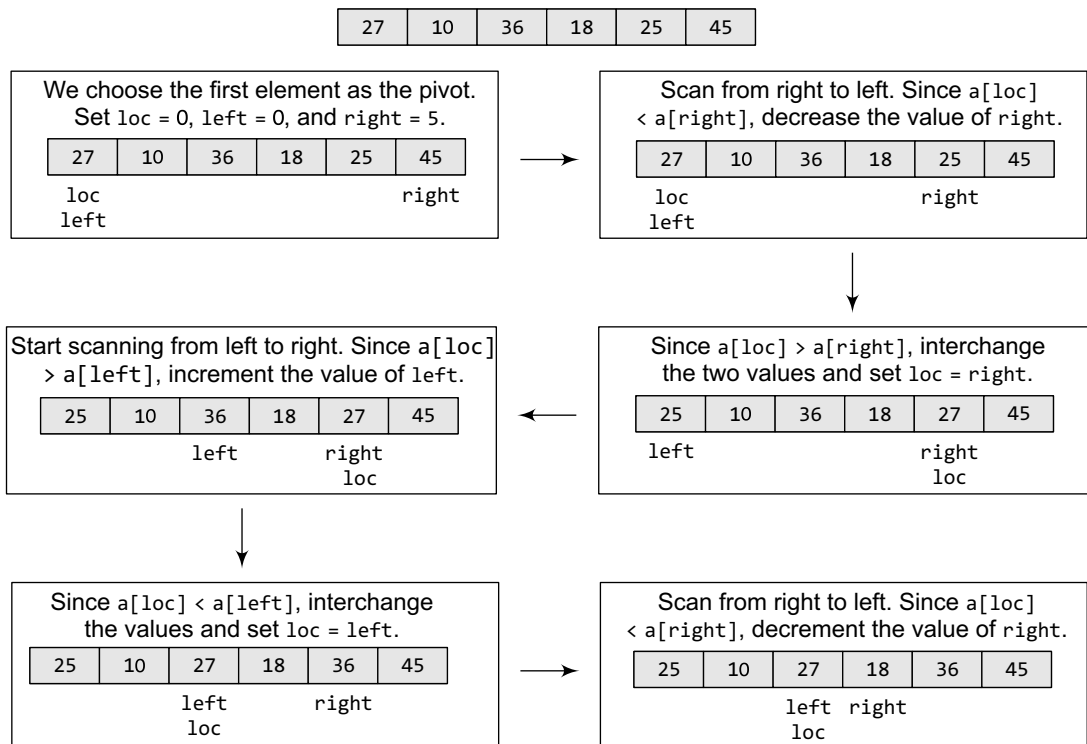 27 10 36 18 25 45
We choose the first element as the pivot.
Set loc = 0, left = 0, and right = 5.
27 10 36 18 25 45
loc right
left
Scan from right to left. Since a[loc]
< a[right], decrease the value of right.
27 10 36 18 25 45
loc right
left
Since a[loc] > a[right], interchange
the two values and set loc = right.
25 10 36 18 27 45
left right
loc
Start scanning from left to right. Since a[loc]
> a[left], increment the value of left.
25 10 36 18 27 45
left right
loc
Since a[loc] < a[left], interchange
the values and set loc = left.
25 10 27 18 36 45
left right
loc
Scan from right to left. Since a[loc]
< a[right], decrement the value of right.
25 10 27 18 36 45
left right
loc